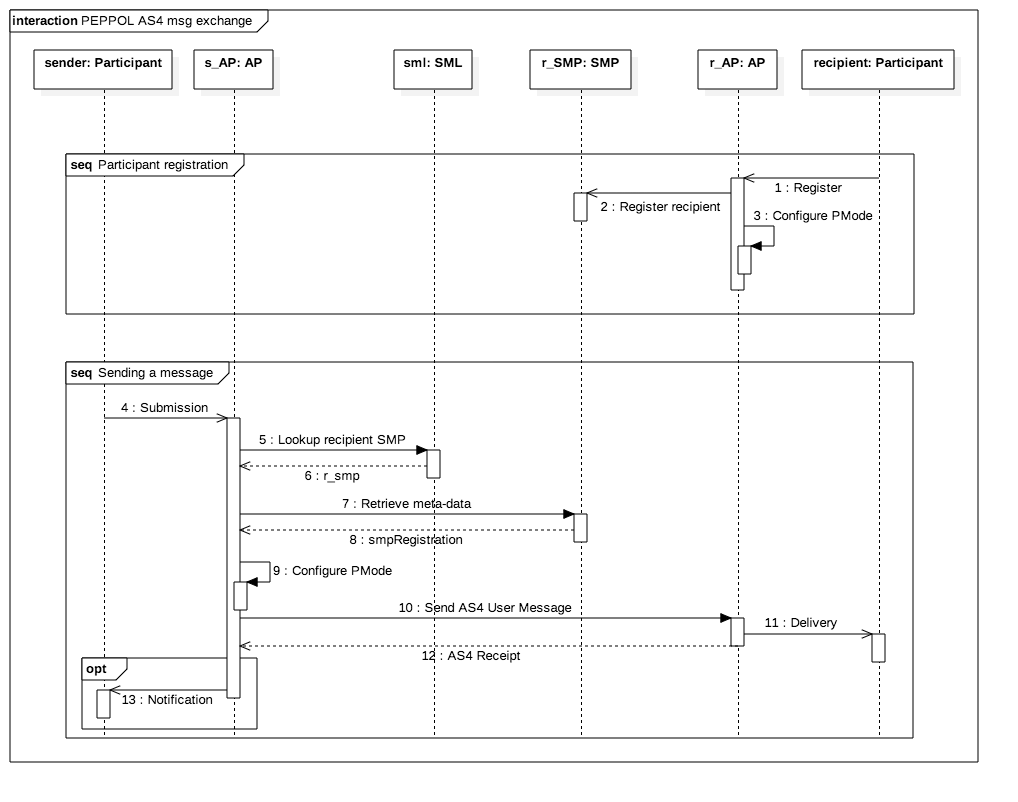 interaction PEPPOL AS4 msg exchange
sender: Participant
s_AP: AP
sml: SML
r_SMP: SMP
r_AP: AP
recipient: Participant
seq Participant registration
1 : Register
2 : Register recipient
3 : Configure PMode
seq Sending a message
4 : Submission
5 : Lookup recipient SMP
6 : r_smp
7 : Retrieve meta-data
8 : smpRegistration
9 : Configure PMode
10 : Send AS4 User Message
11 : Delivery
12 : AS4 Receipt
opt
13 : Notification